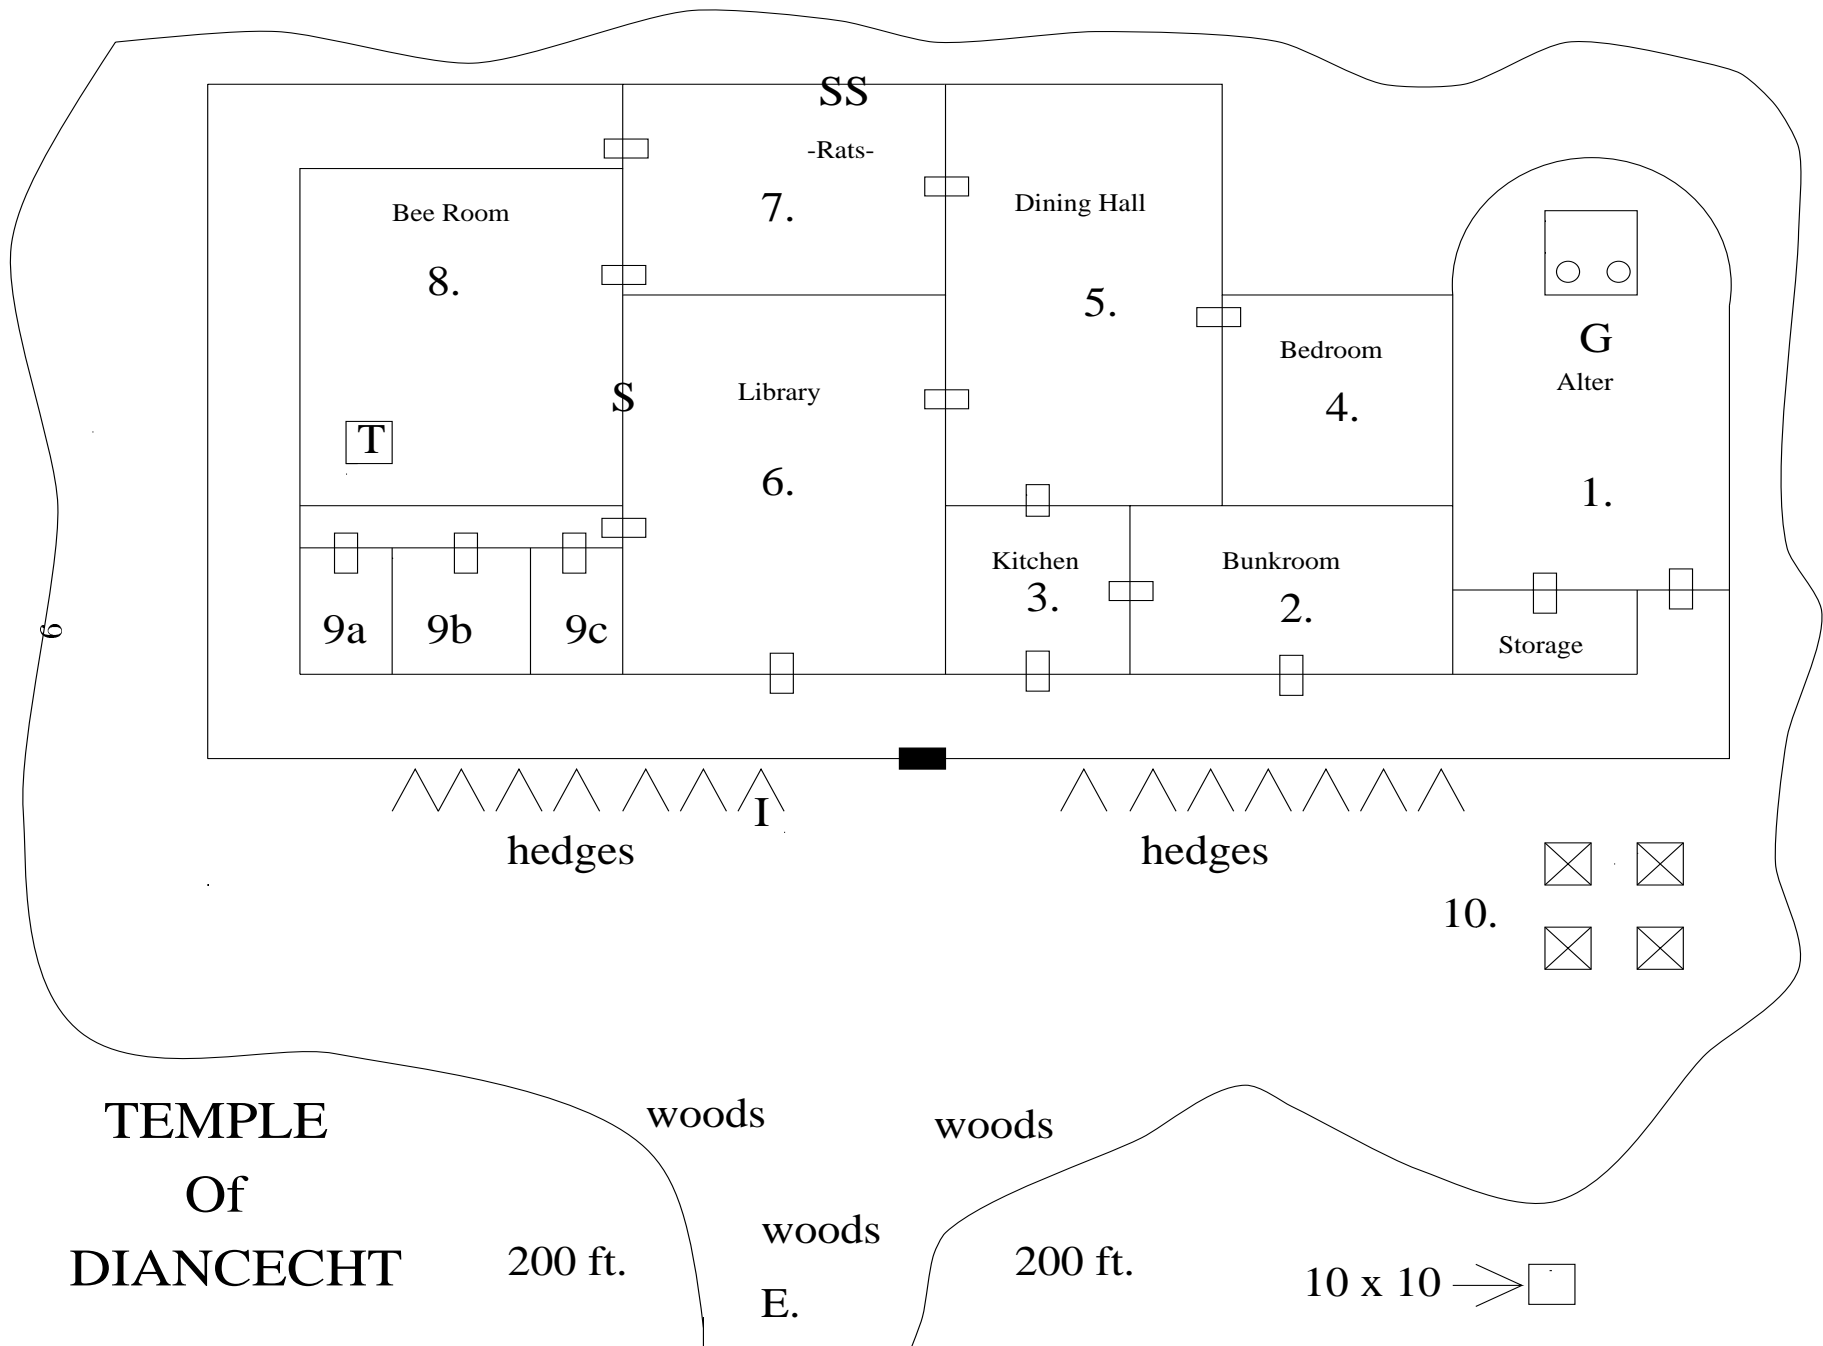 SS
-Rats-
7.
Bee Room
8.
Dining Hall
5.
G
Alter
1.
Bedroom
4.
S
Library
6.
T
Kitchen
3.
Bunkroom
2.
Storage
9a
9b
9c
6
I
hedges
hedges
10.
TEMPLE
Of
DIANCECHT
woods
woods
woods
200 ft.
200 ft.
E.
10 x 10